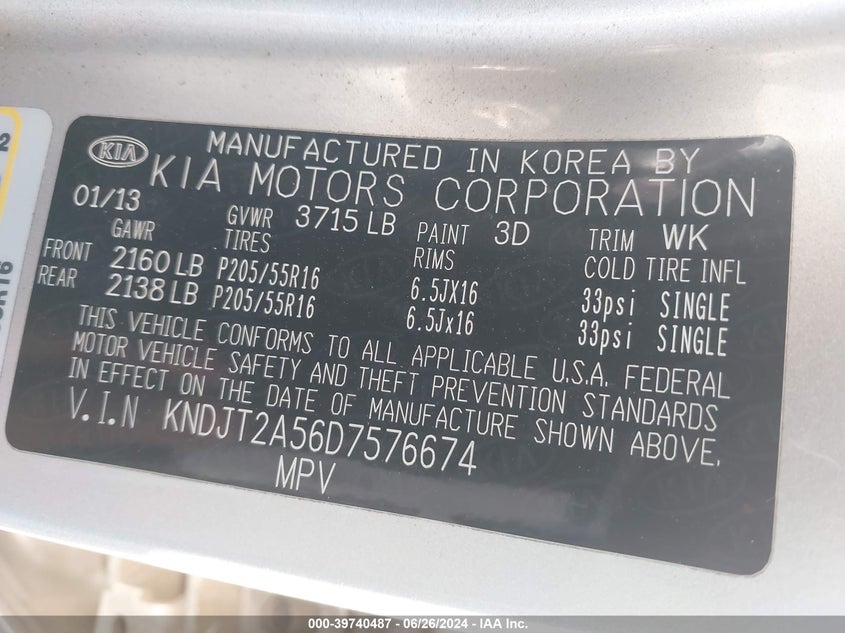 KIA
MANUFACTURED IN KOREA BY
KIA MOTORS CORPORATION
01/13 GVWR 3715 LB PAINT 3D TRIM WK
GAWR TIRES RIMS COLD TIRE INFL
FRONT 2160 LB P205/55R16 6.5JX16 33psi SINGLE
REAR 2138 LB P205/55R16 6.5Jx16 33psi SINGLE
THIS VEHICLE CONFORMS TO ALL APPLICABLE U.S.A. FEDERAL
MOTOR VEHICLE SAFETY AND THEFT PREVENTION STANDARDS
IN EFFECT ON THE DATE OF MANUFACTURE SHOWN ABOVE.
V.I.N KNDJT2A56D7576674
MPV
2
R16
000-39740487 - 06/26/2024 - IAA Inc.